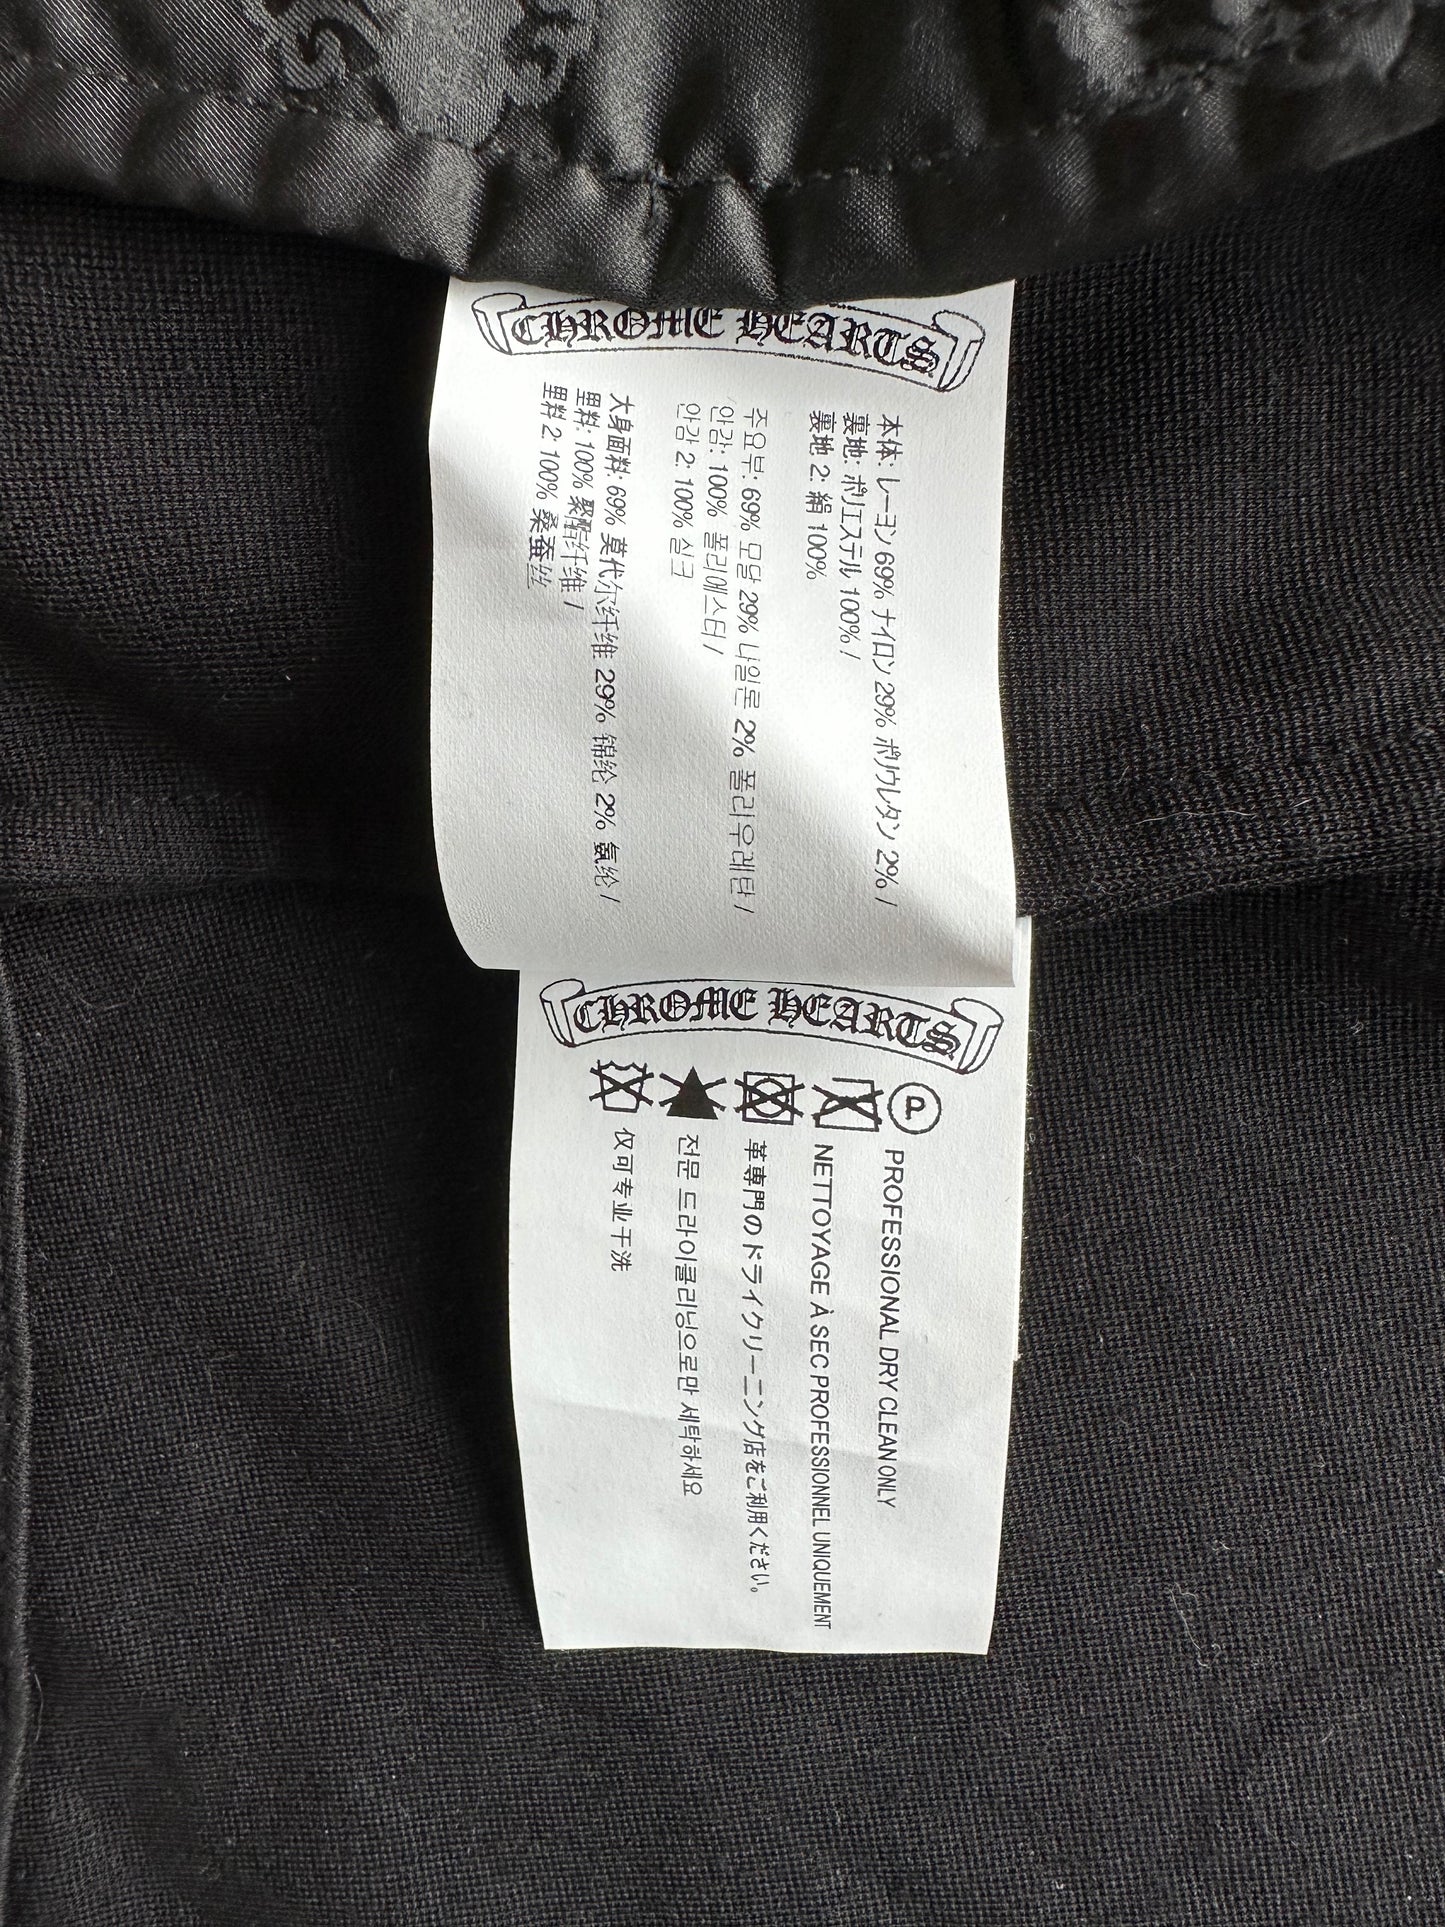 CHROME HEARTS
本体: レーヨン 69% ナイロン 29% ポリウレタン 2% /
裏地: ポリエステル 100% /
裏地 2: 絹 100%
주요부: 69% 모달 29% 나일론 2% 폴리우레탄 /
안감: 100% 폴리에스터 /
안감 2: 100% 실크
大身面料: 69% 莫代尔纤维 29% 锦纶 2% 氨纶 /
里料: 100% 聚酯纤维 /
里料 2: 100% 桑蚕丝
CHROME HEARTS
P
PROFESSIONAL DRY CLEAN ONLY
NETTOYAGE À SEC PROFESSIONNEL UNIQUEMENT
革専門のドライクリーニング店をご利用ください。
전문 드라이클리닝으로만 세탁하세요
仅可专业干洗